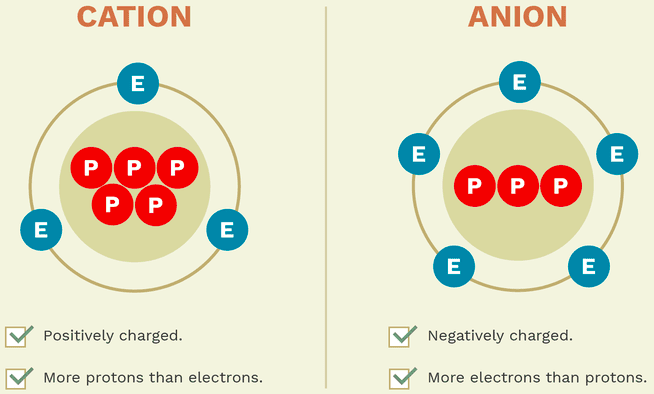 CATION
E
P P P
P P
E E
Positively charged.
More protons than electrons.
ANION
E
E E
P P P
E E
Negatively charged.
More electrons than protons.